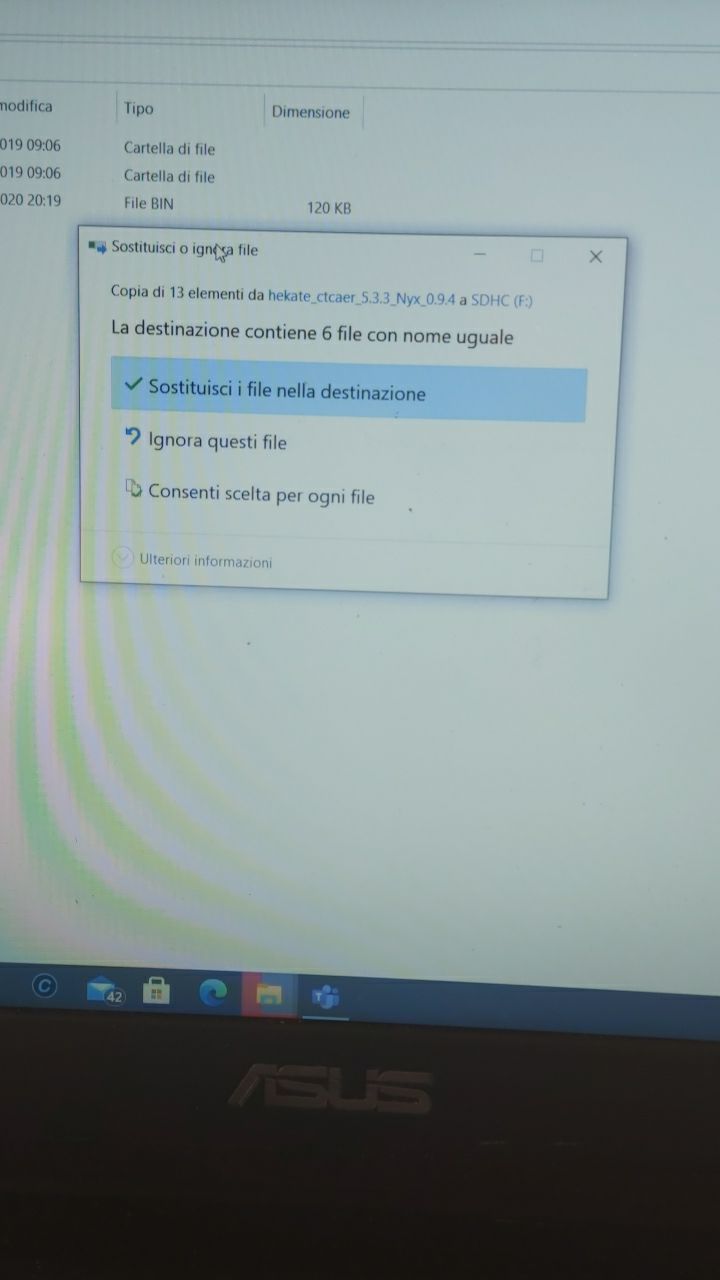 modifica Tipo Dimensione
019 09:06 Cartella di file
019 09:06 Cartella di file
020 20:19 File BIN 120 KB
Sostituisci o ignora file
Copia di 13 elementi da hekate_ctcaer_5.3.3_Nyx_0.9.4 a SDHC (F:)
La destinazione contiene 6 file con nome uguale
Sostituisci i file nella destinazione
Ignora questi file
Consenti scelta per ogni file
Ulteriori informazioni
C 42 T
ASUS